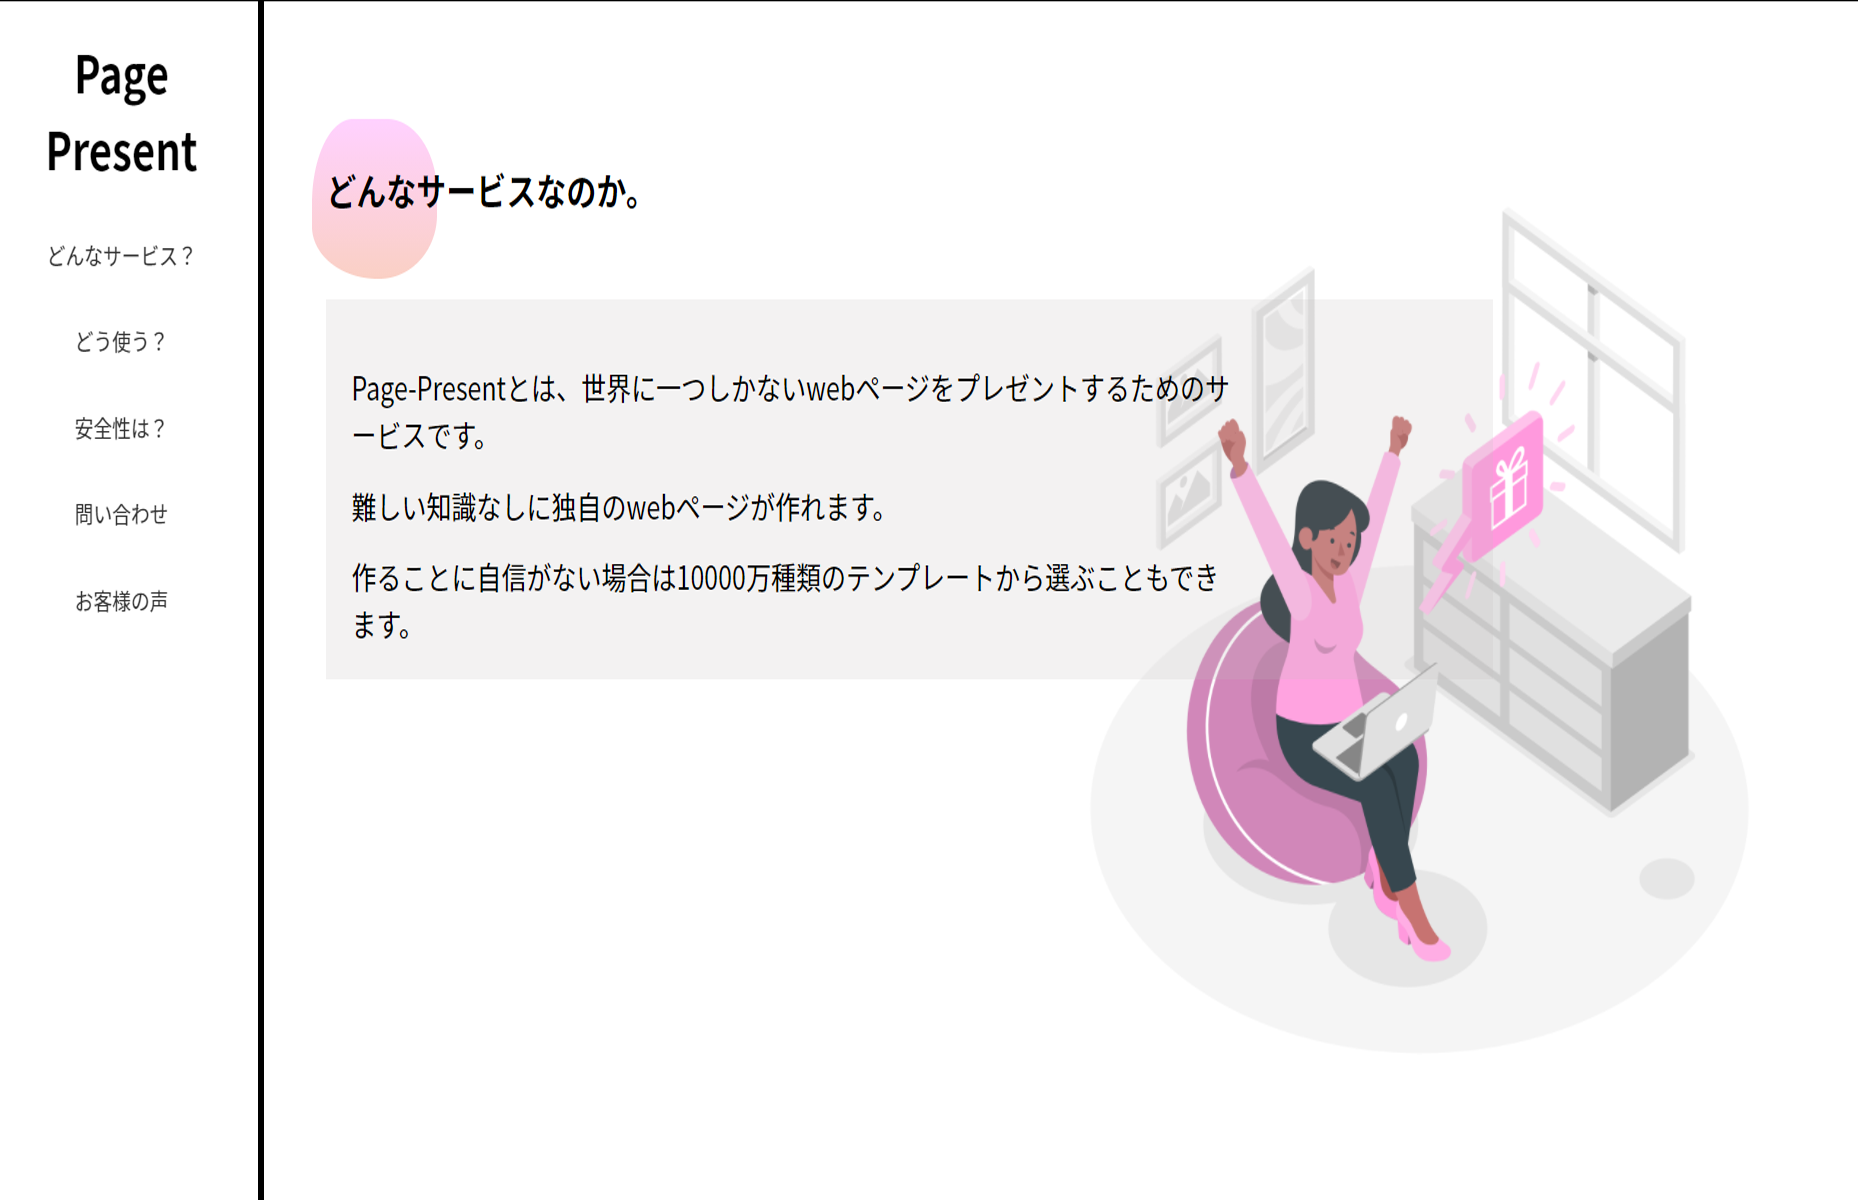 Page
Present
どんなサービス？
どう使う？
安全性は？
問い合わせ
お客様の声
どんなサービスなのか。
Page-Presentとは、世界に一つしかないwebページをプレゼントするためのサ
ービスです。
難しい知識なしに独自のwebページが作れます。
作ることに自信がない場合は10000万種類のテンプレートから選ぶこともでき
ます。